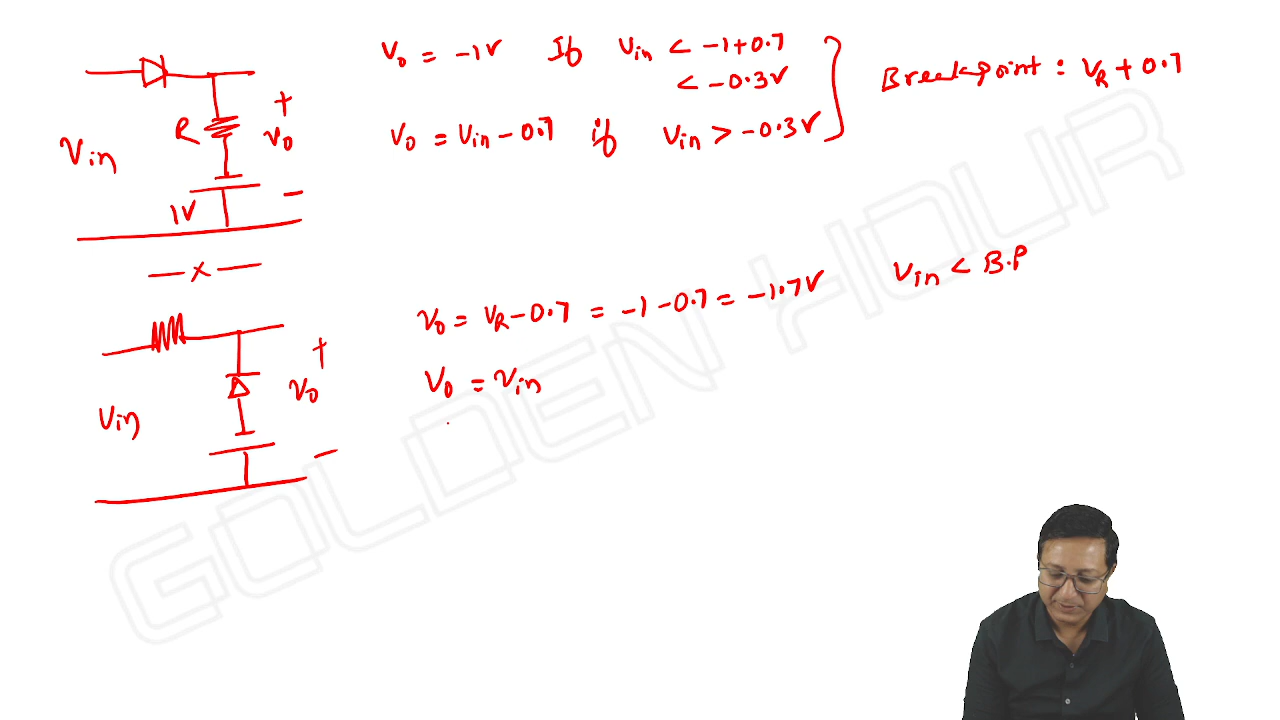 V₀ = -1V If Vin < -1+0.7
< -0.3V
V₀ = Vin - 0.7 if Vin > -0.3V
Breakpoint : VR + 0.7
+
R
V₀
Vin
-
1V
— x —
V₀ = VR - 0.7 = -1 - 0.7 = -1.7V Vin < B.P
V₀ = Vin
+
V₀
Vin
-
GOLDEN HOUR